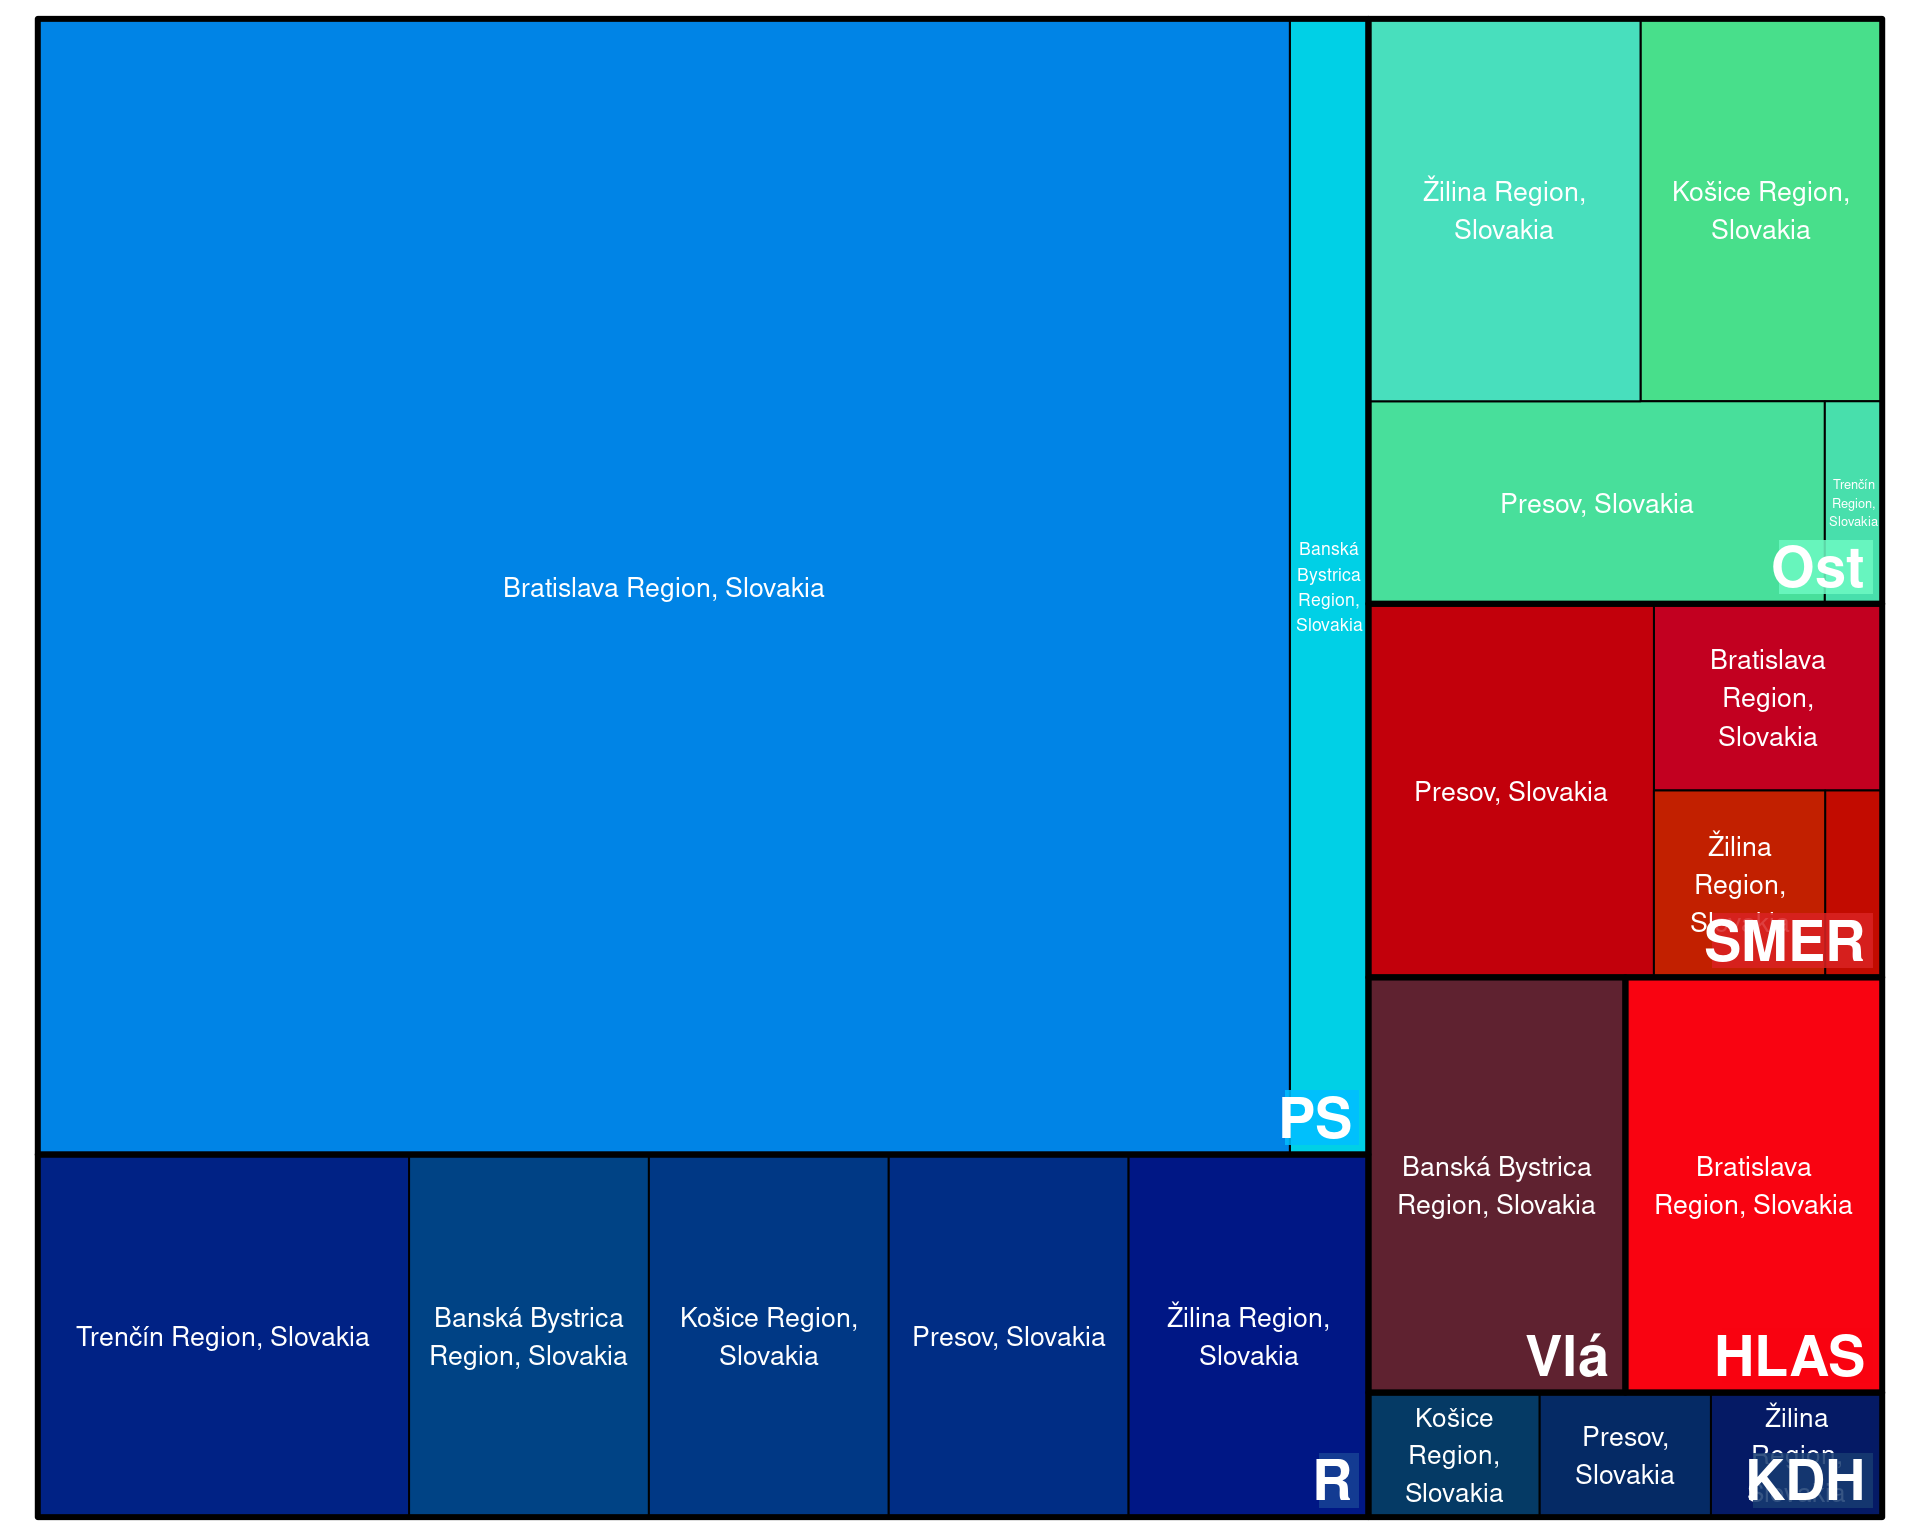 Bratislava Region, Slovakia
Banská
Bystrica
Region,
Slovakia
PS
Žilina Region,
Slovakia
Košice Region,
Slovakia
Presov, Slovakia
Trenčín
Region,
Slovakia
Ost
Presov, Slovakia
Bratislava
Region,
Slovakia
Žilina
Region,
Slovakia
SMER
Banská Bystrica
Region, Slovakia
Vlá
Bratislava
Region, Slovakia
HLAS
Trenčín Region, Slovakia
Banská Bystrica
Region, Slovakia
Košice Region,
Slovakia
Presov, Slovakia
Žilina Region,
Slovakia
R
Košice
Region,
Slovakia
Presov,
Slovakia
Žilina
Region,
Slovakia
KDH